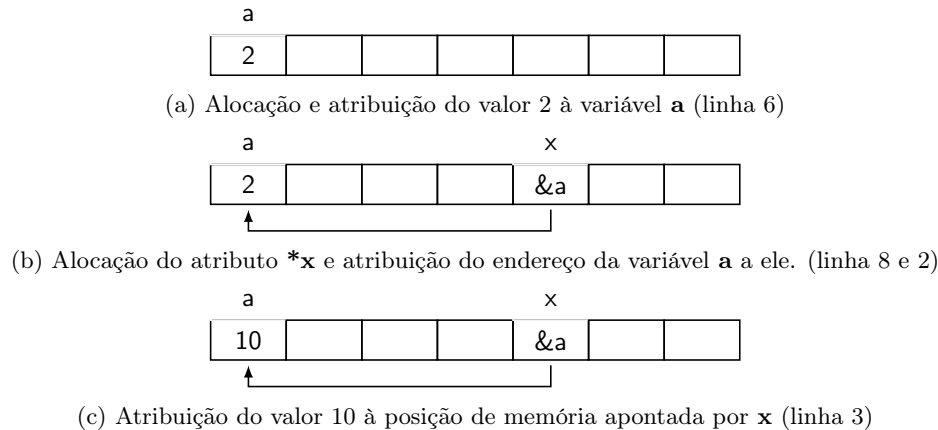 a
2
(a) Alocação e atribuição do valor 2 à variável a (linha 6)
a x
2 &a
(b) Alocação do atributo *x e atribuição do endereço da variável a a ele. (linha 8 e 2)
a x
10 &a
(c) Atribuição do valor 10 à posição de memória apontada por x (linha 3)